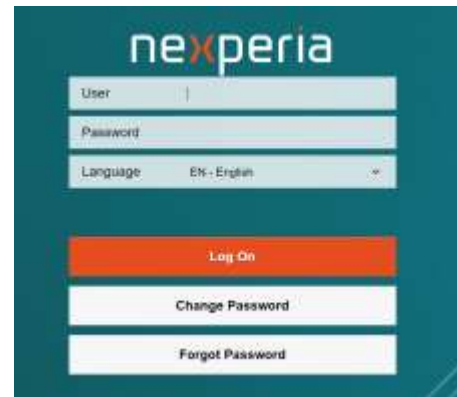 nexperia
User
Password
Language EN - English
Log On
Change Password
Forgot Password